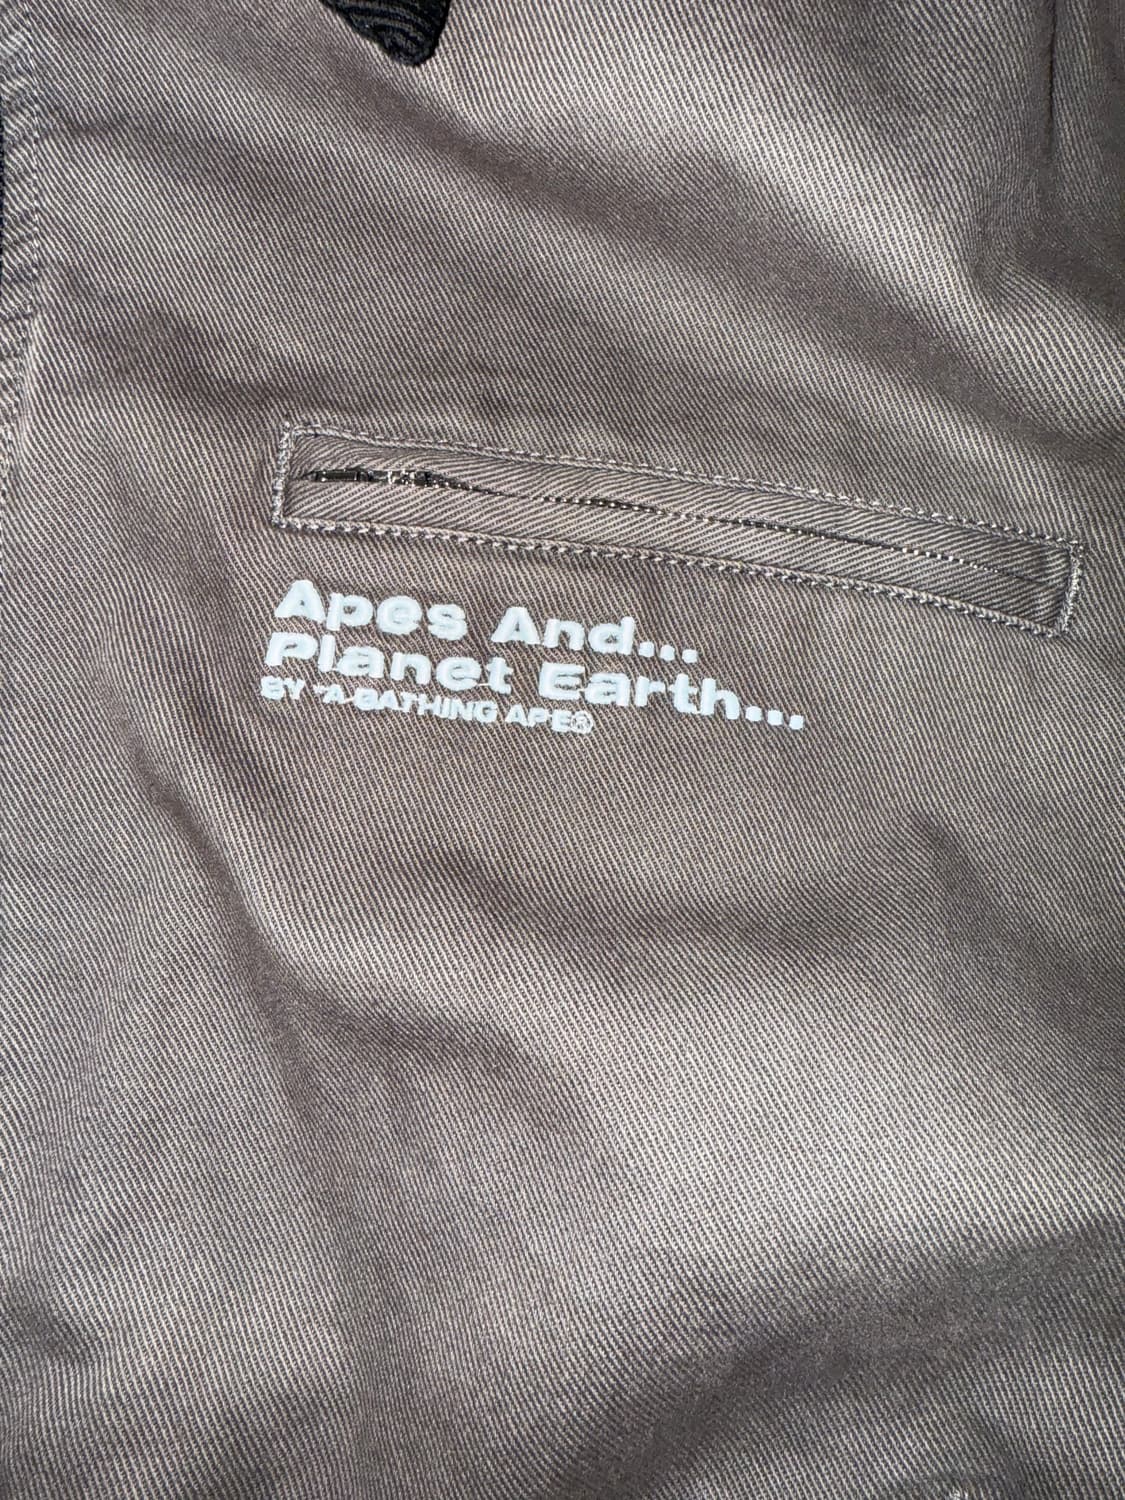 Apes And...
Planet Earth...
BY *A BATHING APE®